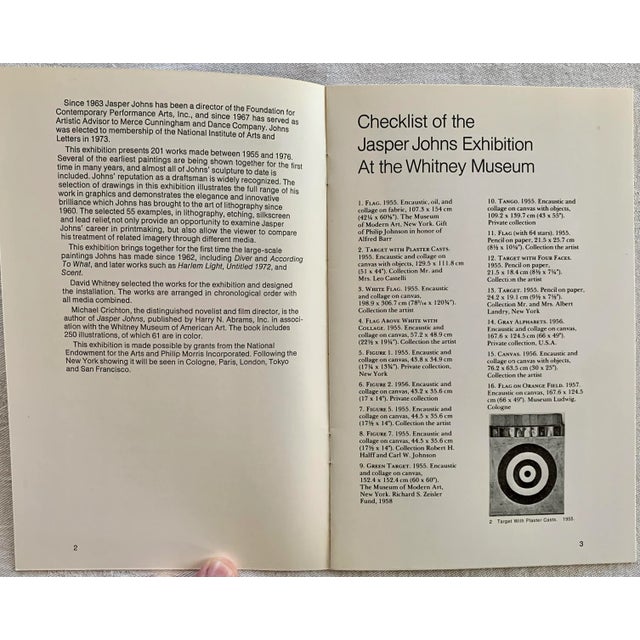 Since 1963 Jasper Johns has been a director of the Foundation for
Contemporary Performance Arts, Inc., and since 1967 has served as
Artistic Advisor to Merce Cunningham and Dance Company. Johns
was elected to membership of the National Institute of Arts and
Letters in 1973.
This exhibition presents 201 works made between 1955 and 1976.
Several of the earliest paintings are being shown together for the first
time in many years, and almost all of Johns' sculpture to date is
included. Johns' reputation as a draftsman is widely recognized. The
selection of drawings in this exhibition illustrates the full range of his
work in graphics and demonstrates the elegance and innovative
brilliance which Johns has brought to the art of lithography since
1960. The selected 55 examples, in lithography, etching, silkscreen
and lead relief, not only provide an opportunity to examine Jasper
Johns' career in printmaking, but also allow the viewer to compare
his treatment of related imagery through different media.
This exhibition brings together for the first time the large-scale
paintings Johns has made since 1962, including Diver and According
To What, and later works such as Harlem Light, Untitled 1972, and
Scent.
David Whitney selected the works for the exhibition and designed
the installation. The works are arranged in chronological order with
all media combined.
Michael Crichton, the distinguished novelist and film director, is the
author of Jasper Johns, published by Harry N. Abrams, Inc. in asso-
ciation with the Whitney Museum of American Art. The book includes
250 illustrations, of which 61 are in color.
This exhibition is made possible by grants from the National
Endowment for the Arts and Philip Morris Incorporated. Following the
New York showing it will be seen in Cologne, Paris, London, Tokyo
and San Francisco.
2
Checklist of the
Jasper Johns Exhibition
At the Whitney Museum
1. FLAG. 1955. Encaustic, oil, and
collage on fabric, 107.3 x 154 cm
(42¼ x 60⅝"). The Museum
of Modern Art, New York. Gift
of Philip Johnson in honor of
Alfred Barr
2. TARGET WITH PLASTER CASTS.
1955. Encaustic and collage on
canvas with objects, 129.5 x 111.8
cm (51 x 44"). Collection Mr. and
Mrs. Leo Castelli
3. WHITE FLAG. 1955. Encaustic
and collage on canvas,
198.9 x 306.7 cm (78⁵⁄₁₆ x 120¾").
Collection the artist
4. FLAG ABOVE WHITE WITH
COLLAGE. 1955. Encaustic and
collage on canvas, 57.2 x 48.9 cm
(22½ x 19¼"). Collection the artist
5. FIGURE 1. 1955. Encaustic and
collage on canvas, 43.8 x 34.9 cm
(17¼ x 13¾"). Private collection,
New York
6. FIGURE 2. 1956. Encaustic and
collage on canvas, 43.2 x 35.6 cm
(17 x 14"). Private collection
7. FIGURE 5. 1955. Encaustic and
collage on canvas, 44.5 x 35.6 cm
(17½ x 14"). Collection the artist
8. FIGURE 7. 1955. Encaustic and
collage on canvas, 44.5 x 35.6 cm
(17½ x 14"). Collection Robert H.
Halff and Carl W. Johnson
9. GREEN TARGET. 1955. Encaustic
and collage on canvas,
152.4 x 152.4 cm (60 x 60").
The Museum of Modern Art,
New York. Richard S. Zeisler
Fund, 1958
10. TANGO. 1955. Encaustic and
collage on canvas with objects,
109.2 x 139.7 cm (43 x 55").
Private collection
11. FLAG (with 64 stars). 1955.
Pencil on paper, 21.5 x 25.7 cm
(8½ x 10⅛"). Collection the artist
12. TARGET WITH FOUR FACES.
1955. Pencil on paper,
21.5 x 18.4 cm (8½ x 7¼").
Collection the artist
13. TARGET. 1955. Pencil on paper,
24.2 x 19.1 cm (9½ x 7½").
Collection Mr. and Mrs. Albert
Landry, New York
14. GRAY ALPHABETS. 1956.
Encaustic and collage on canvas,
167.6 x 124.5 cm (66 x 49").
Private collection, U.S.A.
15. CANVAS. 1956. Encaustic and
collage on canvas with objects,
76.2 x 63.5 cm (30 x 25").
Collection the artist
16. FLAG ON ORANGE FIELD. 1957.
Encaustic on canvas, 167.6 x 124.5
cm (66 x 49"). Museum Ludwig,
Cologne
2 Target With Plaster Casts. 1955
3